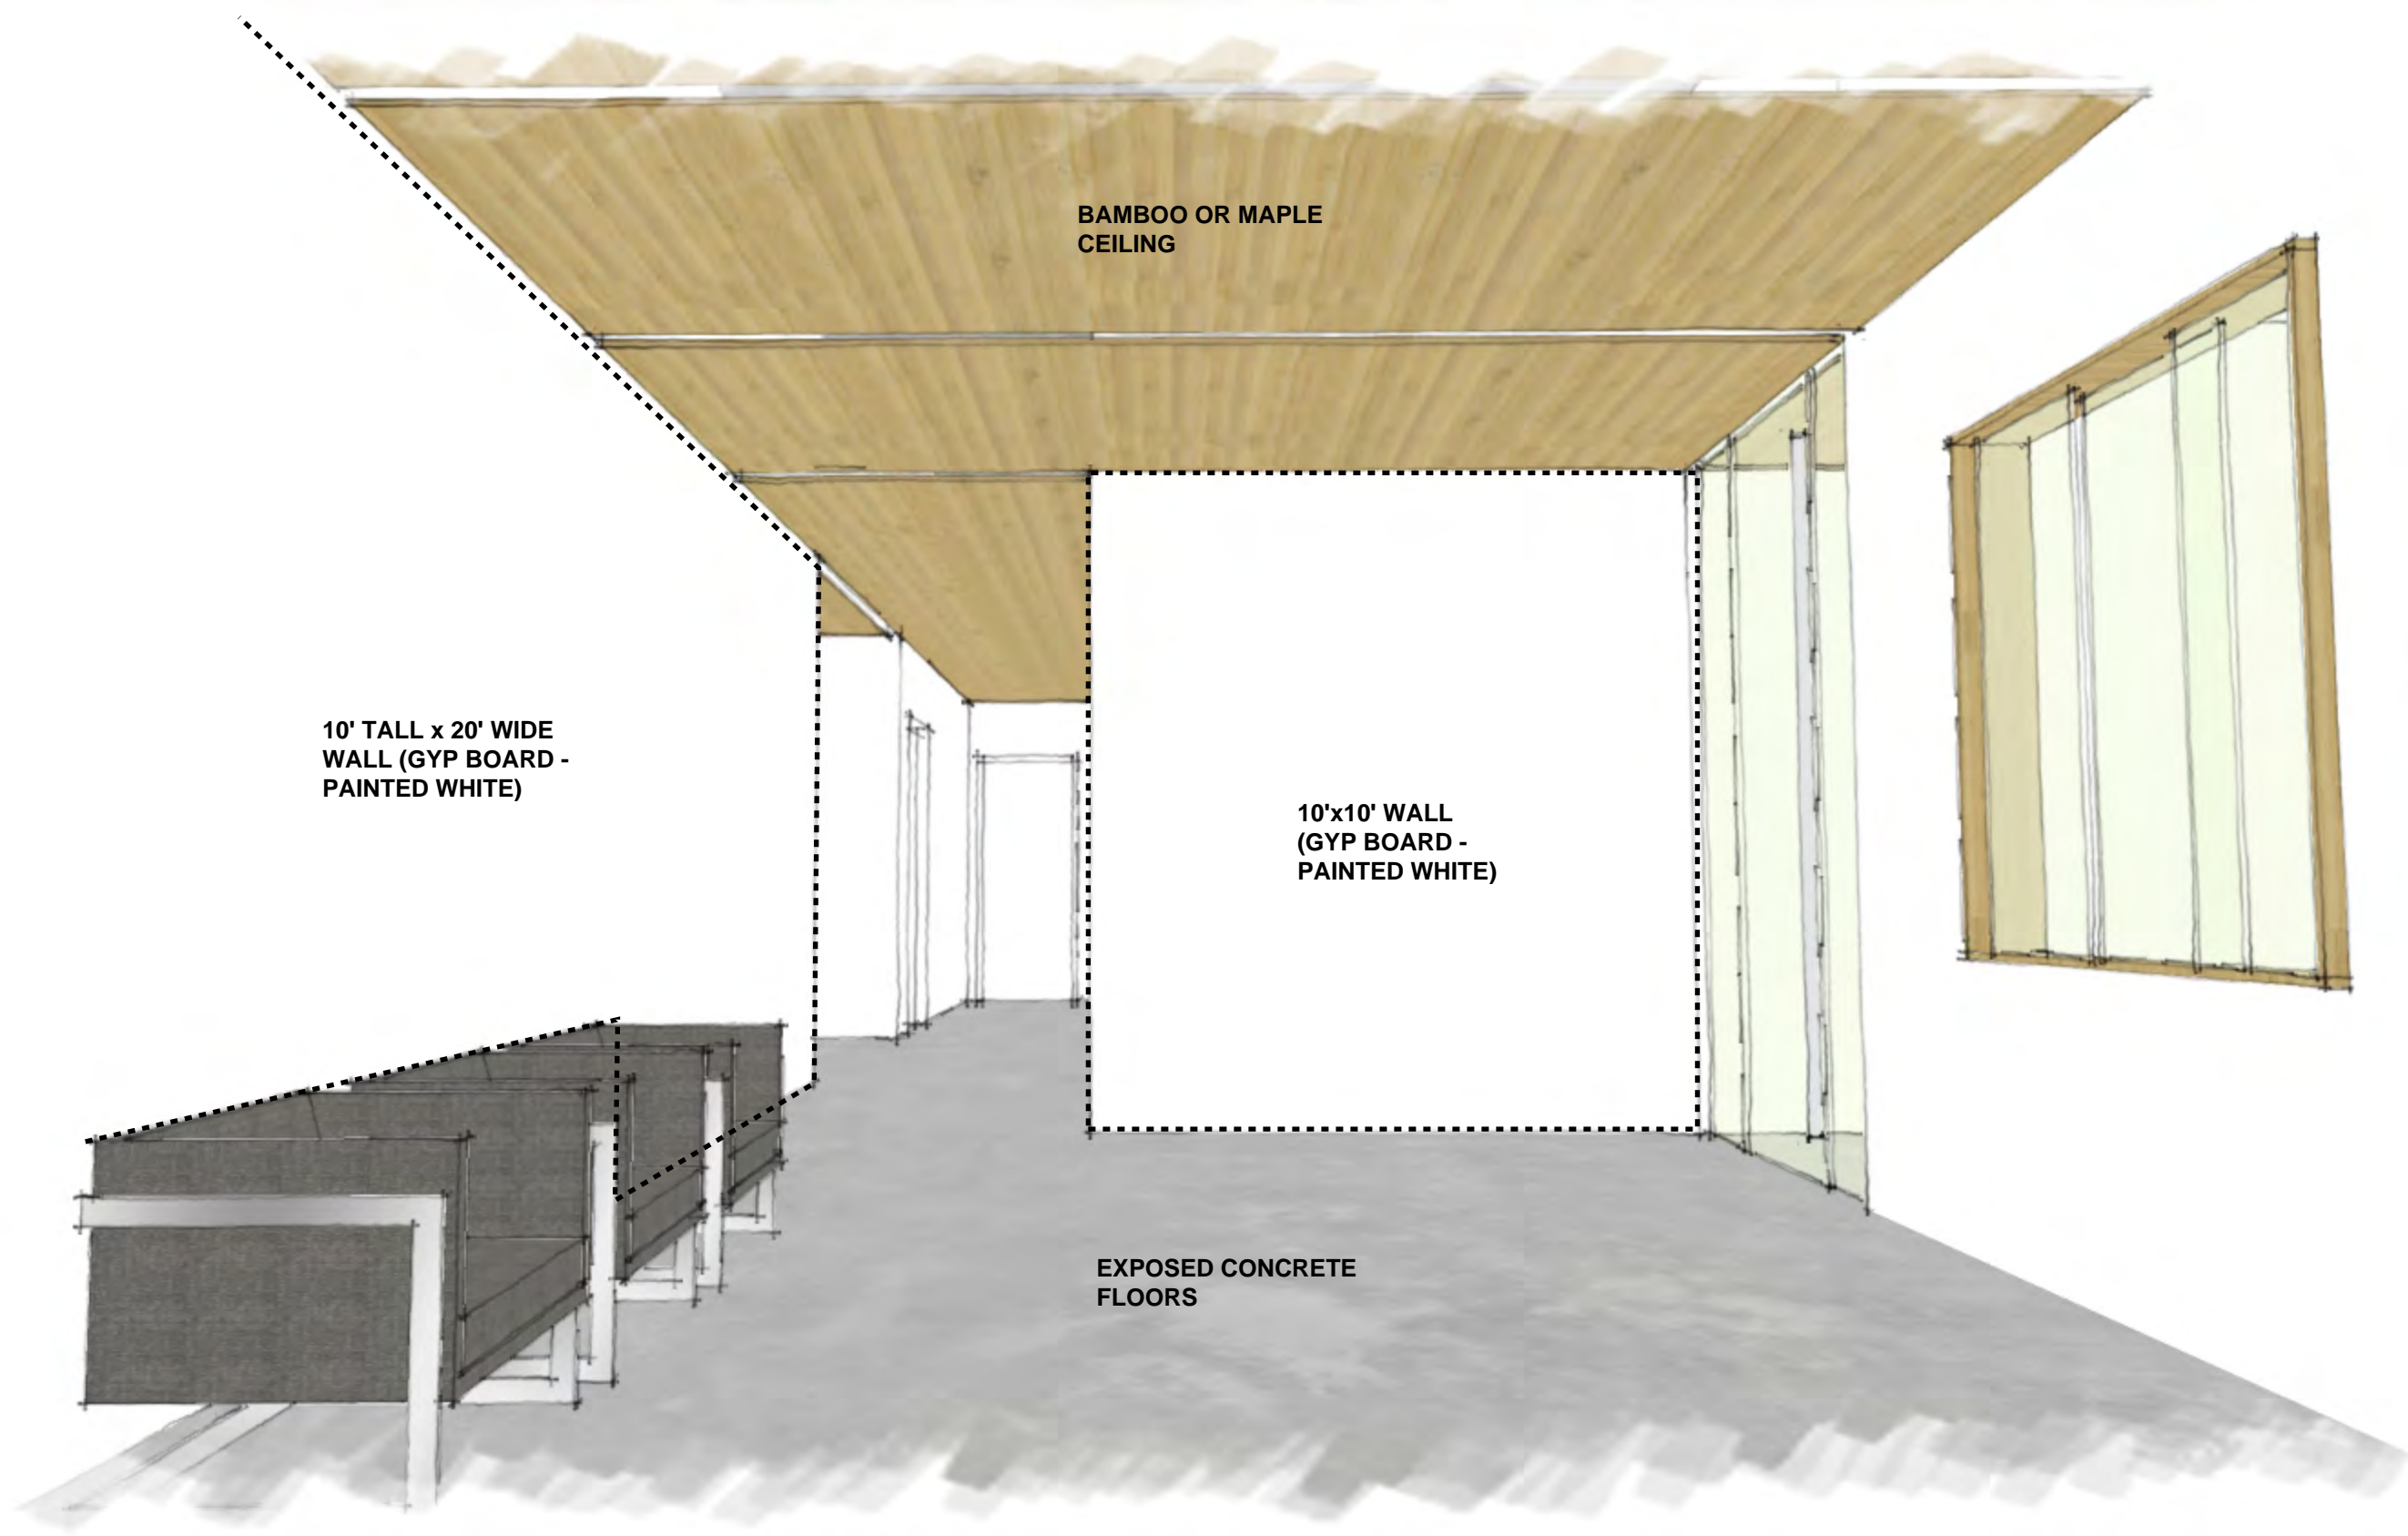 BAMBOO OR MAPLE
CEILING
10' TALL x 20' WIDE
WALL (GYP BOARD -
PAINTED WHITE)
10'x10' WALL
(GYP BOARD -
PAINTED WHITE)
EXPOSED CONCRETE
FLOORS